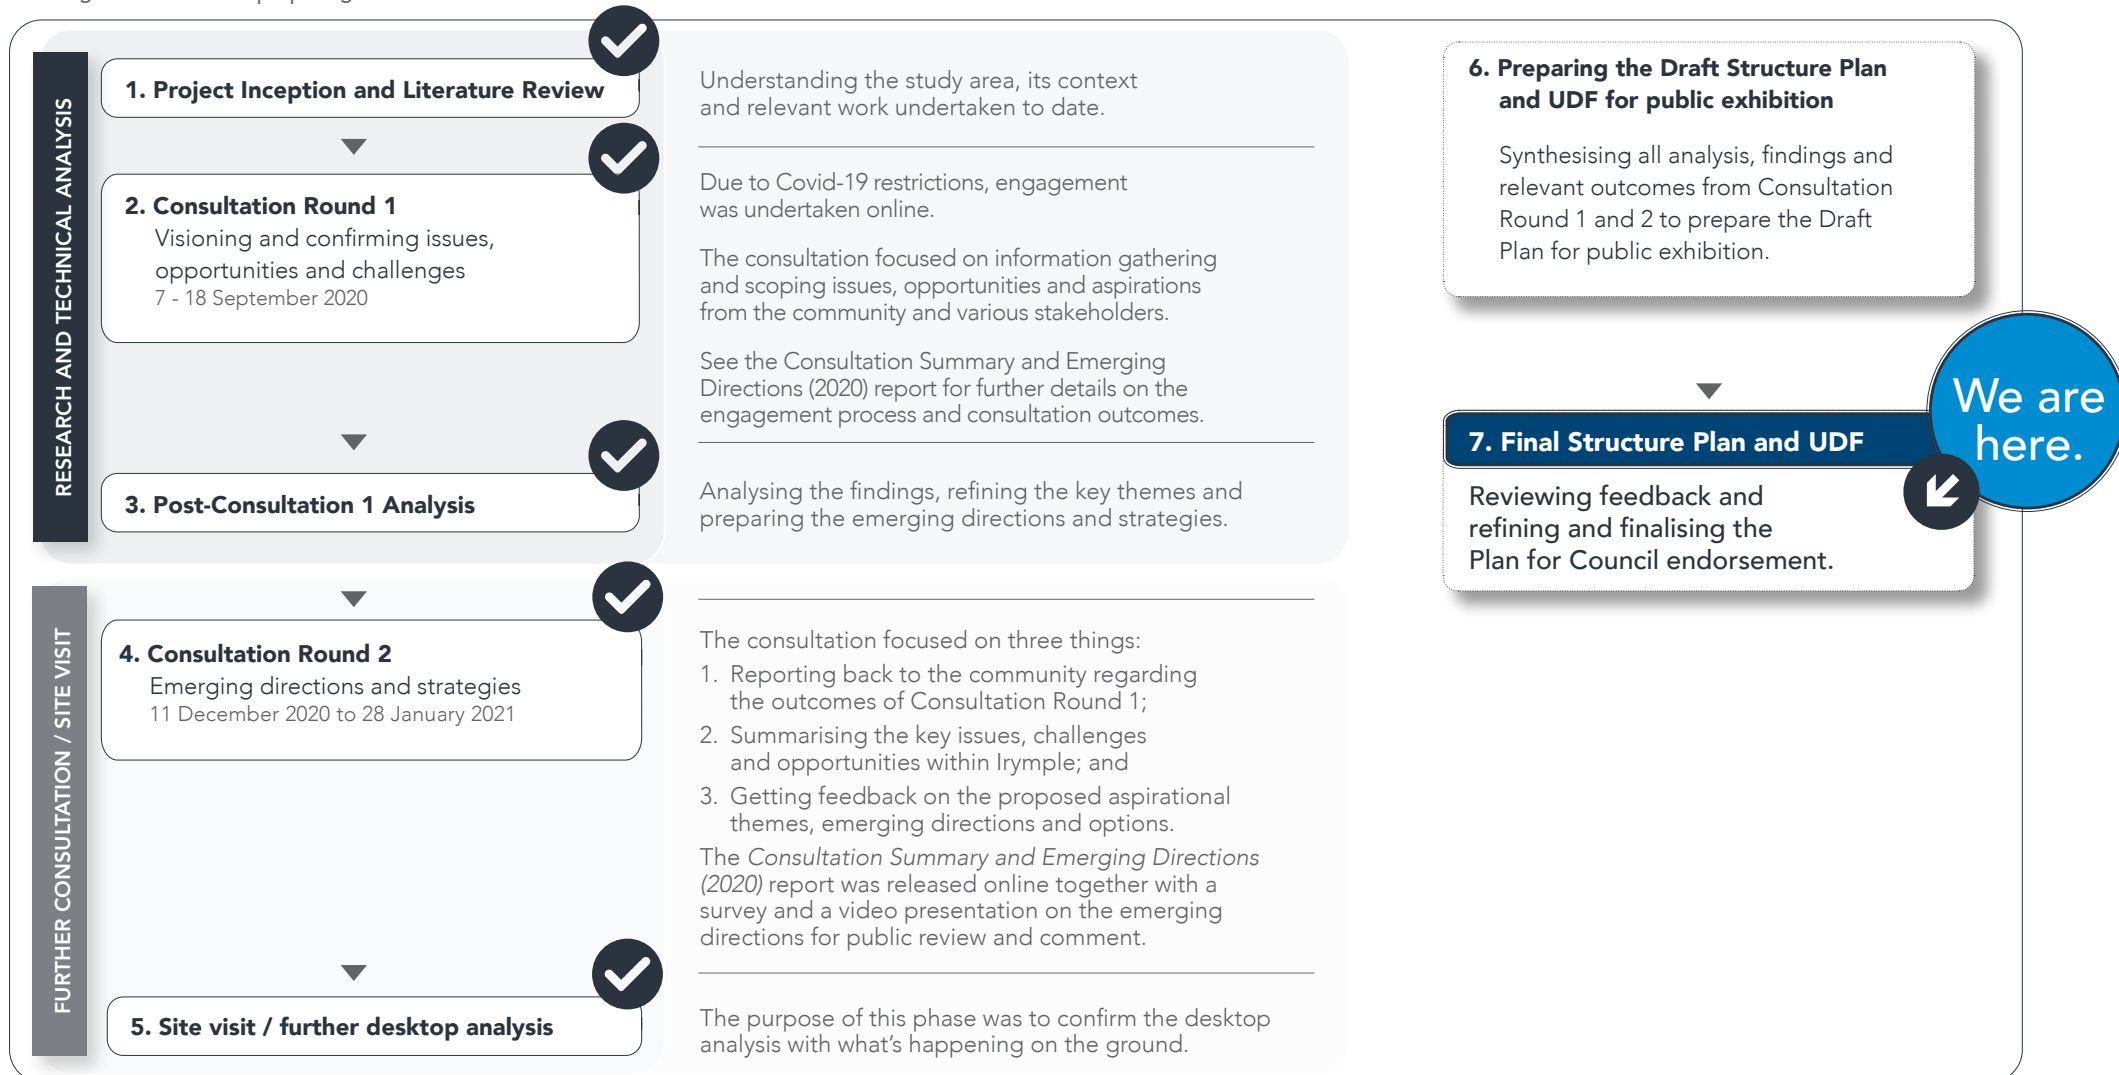 RESEARCH AND TECHNICAL ANALYSIS
1. Project Inception and Literature Review
Understanding the study area, its context
and relevant work undertaken to date.
2. Consultation Round 1
Visioning and confirming issues,
opportunities and challenges
7 - 18 September 2020
Due to Covid-19 restrictions, engagement
was undertaken online.
The consultation focused on information gathering
and scoping issues, opportunities and aspirations
from the community and various stakeholders.
See the Consultation Summary and Emerging
Directions (2020) report for further details on the
engagement process and consultation outcomes.
3. Post-Consultation 1 Analysis
Analysing the findings, refining the key themes and
preparing the emerging directions and strategies.
FURTHER CONSULTATION / SITE VISIT
4. Consultation Round 2
Emerging directions and strategies
11 December 2020 to 28 January 2021
The consultation focused on three things:
1. Reporting back to the community regarding
the outcomes of Consultation Round 1;
2. Summarising the key issues, challenges
and opportunities within Irymple; and
3. Getting feedback on the proposed aspirational
themes, emerging directions and options.
The Consultation Summary and Emerging Directions
(2020) report was released online together with a
survey and a video presentation on the emerging
directions for public review and comment.
5. Site visit / further desktop analysis
The purpose of this phase was to confirm the desktop
analysis with what's happening on the ground.
6. Preparing the Draft Structure Plan
and UDF for public exhibition
Synthesising all analysis, findings and
relevant outcomes from Consultation
Round 1 and 2 to prepare the Draft
Plan for public exhibition.
7. Final Structure Plan and UDF
Reviewing feedback and
refining and finalising the
Plan for Council endorsement.
We are
here.